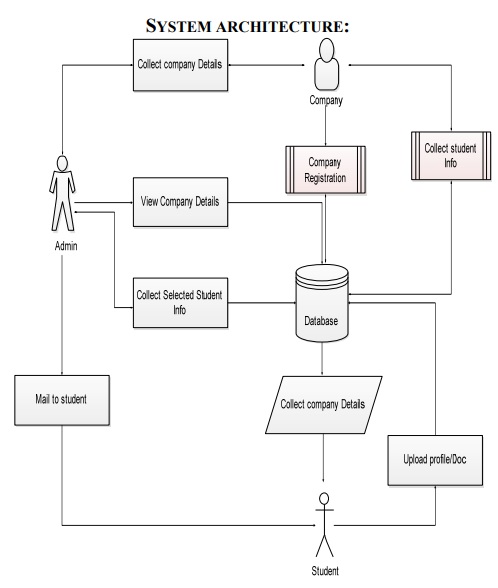 SYSTEM ARCHITECTURE:
Collect company Details
Company
Collect student
Info
Company
Registration
View Company Details
Admin
Collect Selected Student
Info
Database
Mail to student
Collect company Details
Upload profile/Doc
Student